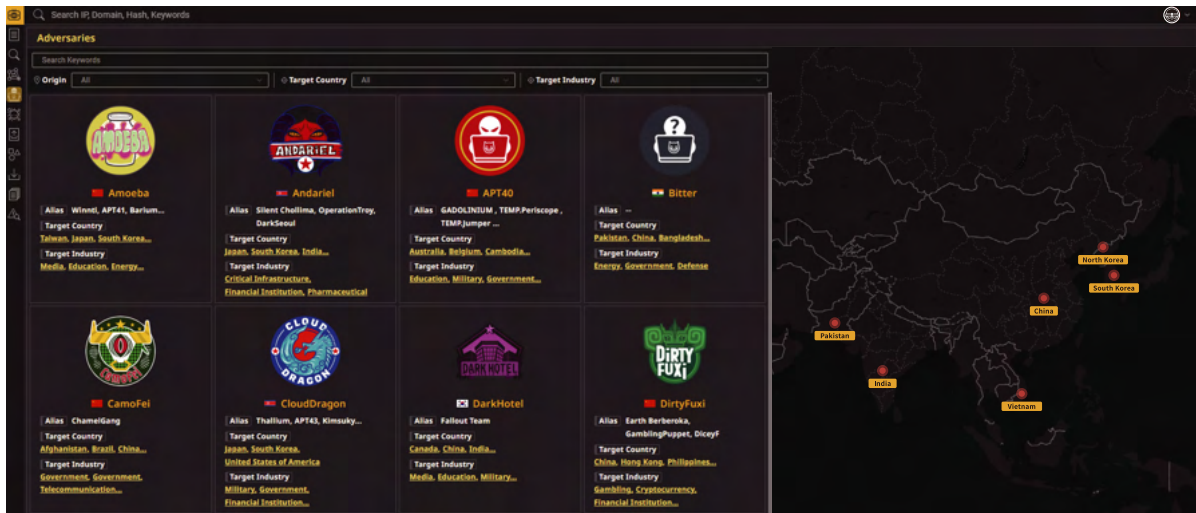 Search IP, Domain, Hash, Keywords
Adversaries
Search Keywords
Origin All Target Country All Target Industry All
AMOEBA
Amoeba
Alias Winnti, APT41, Barium...
Target Country
Taiwan, Japan, South Korea...
Target Industry
Media, Education, Energy...
ANDARIEL
Andariel
Alias Silent Chollima, OperationTroy,
DarkSeoul
Target Country
Japan, South Korea, India...
Target Industry
Critical Infrastructure,
Financial Institution, Pharmaceutical
APT40
Alias GADOLINIUM , TEMP.Periscope ,
TEMP.Jumper ...
Target Country
Australia, Belgium, Cambodia...
Target Industry
Education, Military, Government...
?
Bitter
Alias --
Target Country
Pakistan, China, Bangladesh...
Target Industry
Energy, Government, Defense
CAMOFEI
CamoFei
Alias ChamelGang
Target Country
Afghanistan, Brazil, China...
Target Industry
Government, Government,
Telecommunication...
CLOUD
DRAGON
CloudDragon
Alias Thallium, APT43, Kimsuky...
Target Country
Japan, South Korea,
United States of America
Target Industry
Military, Government,
Financial Institution...
DARK HOTEL
DarkHotel
Alias Fallout Team
Target Country
Canada, China, India...
Target Industry
Media, Education, Military...
DiRTY
FUXi
DirtyFuxi
Alias Earth Berberoka,
GamblingPuppet, DiceyF
Target Country
China, Hong Kong, Philippines...
Target Industry
Gambling, Cryptocurrency,
Financial Institution...
North Korea
South Korea
China
Pakistan
India
Vietnam